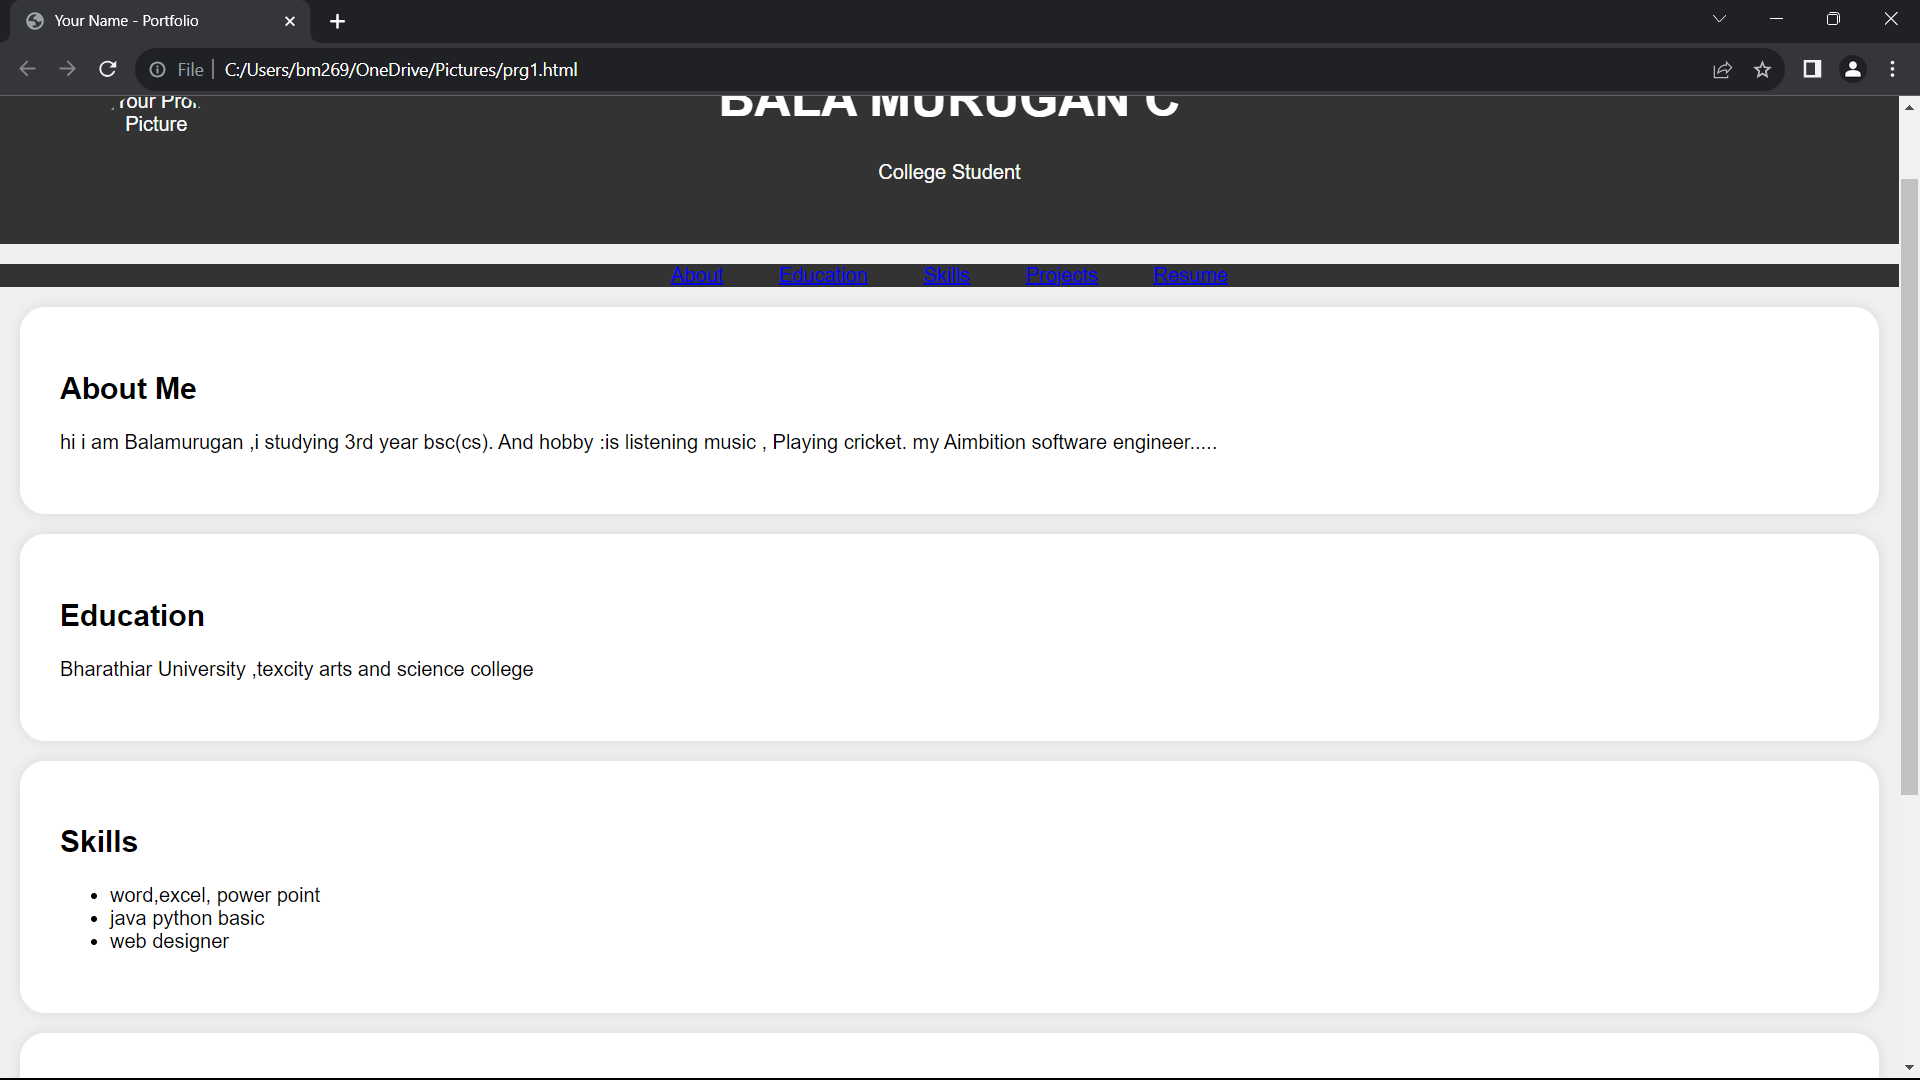 Your Name - Portfolio
File
C:/Users/bm269/OneDrive/Pictures/prg1.html
Your Pro
Picture
BALA MURUGAN C
College Student
About Education Skills Projects Resume
About Me
hi i am Balamurugan ,i studying 3rd year bsc(cs). And hobby :is listening music , Playing cricket. my Aimbition software engineer.....
Education
Bharathiar University ,texcity arts and science college
Skills
• word,excel, power point
• java python basic
• web designer